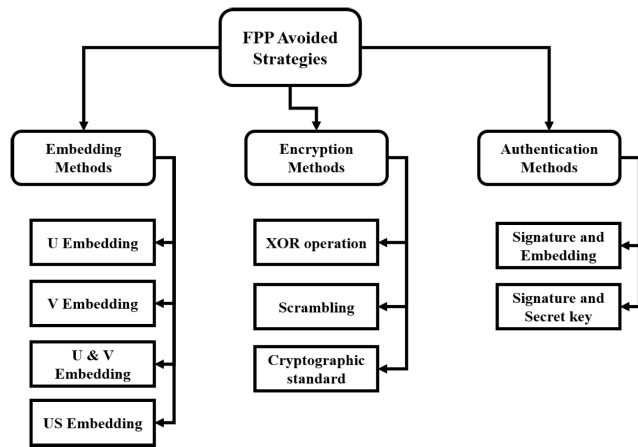 FPP Avoided
Strategies
Embedding
Methods
Encryption
Methods
Authentication
Methods
U Embedding
V Embedding
U & V
Embedding
US Embedding
XOR operation
Scrambling
Cryptographic
standard
Signature and
Embedding
Signature and
Secret key